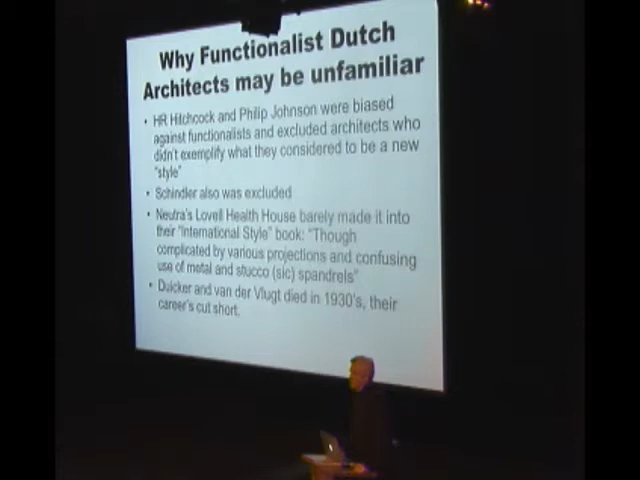 Why Functionalist Dutch
Architects may be unfamiliar
• HR Hitchcock and Philip Johnson were biased
against functionalists and excluded architects who
didn't exemplify what they considered to be a new
"style"
• Schindler also was excluded
• Neutra's Lovell Health House barely made it into
their "International Style" book: "Though
complicated by various projections and confusing
use of metal and stucco (sic) spandrels"
• Duicker and van der Vlugt died in 1930's, their
career's cut short.